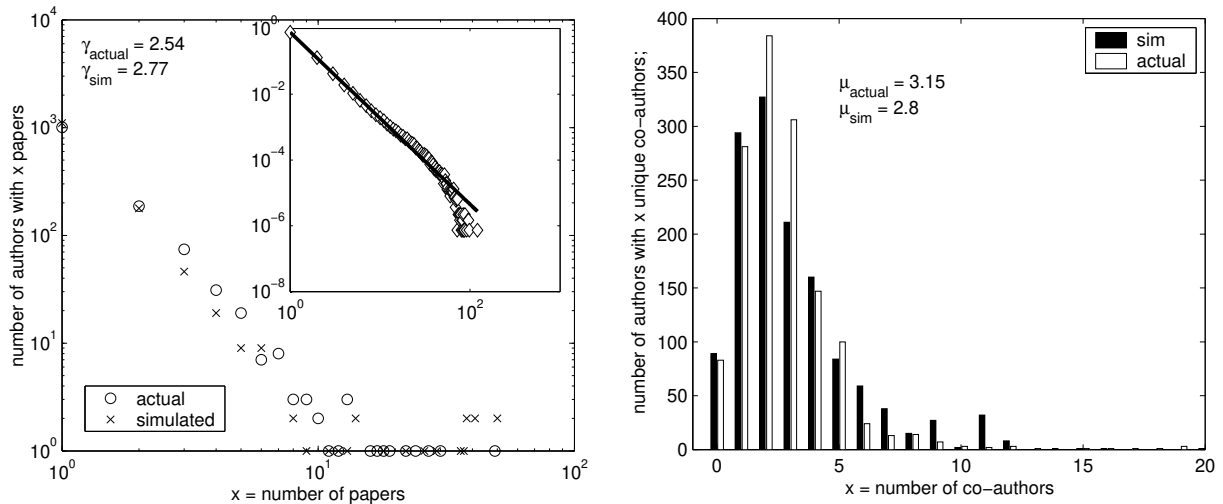 10^4
10^3
10^2
10^1
10^0
number of authors with x papers
γ_actual = 2.54
γ_sim = 2.77
10^0
10^-2
10^-4
10^-6
10^-8
10^0
10^2
actual
simulated
10^0
10^1
10^2
x = number of papers
400
350
300
250
200
150
100
50
0
number of authors with x unique co−authors;
sim
actual
μ_actual = 3.15
μ_sim = 2.8
0
5
10
15
20
x = number of co−authors